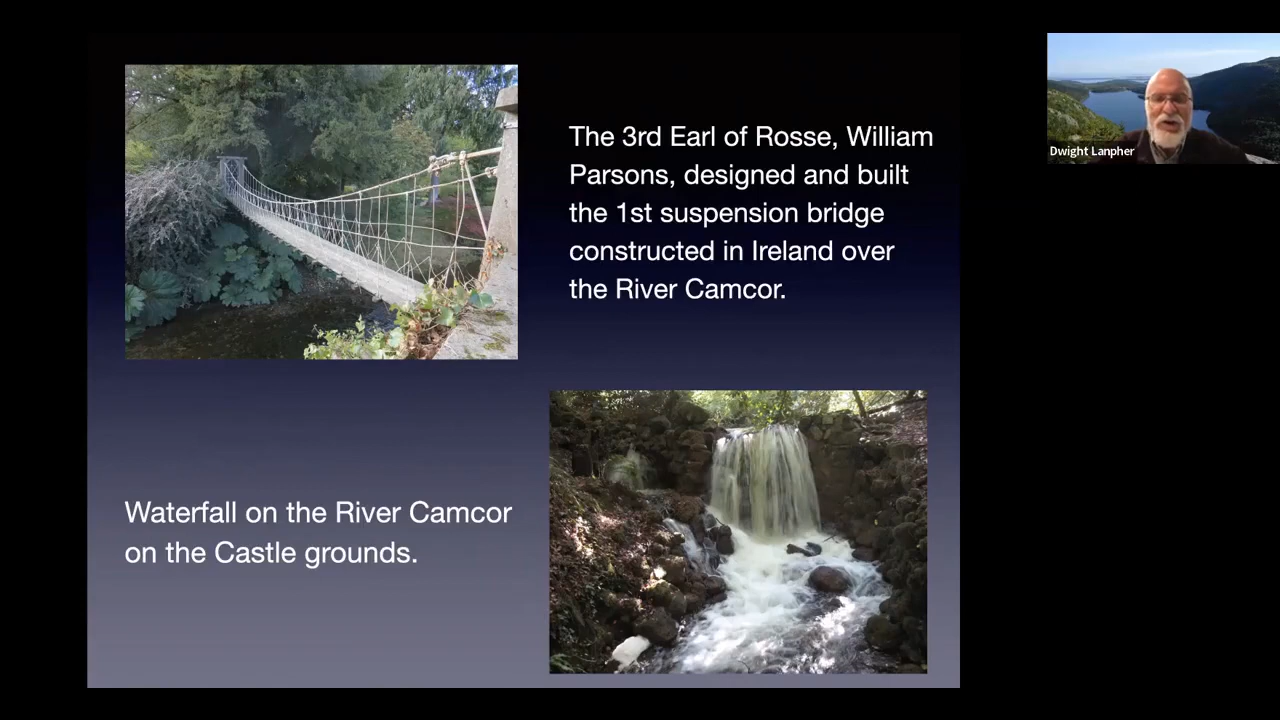 The 3rd Earl of Rosse, William
Parsons, designed and built
the 1st suspension bridge
constructed in Ireland over
the River Camcor.
Waterfall on the River Camcor
on the Castle grounds.
Dwight Lanpher